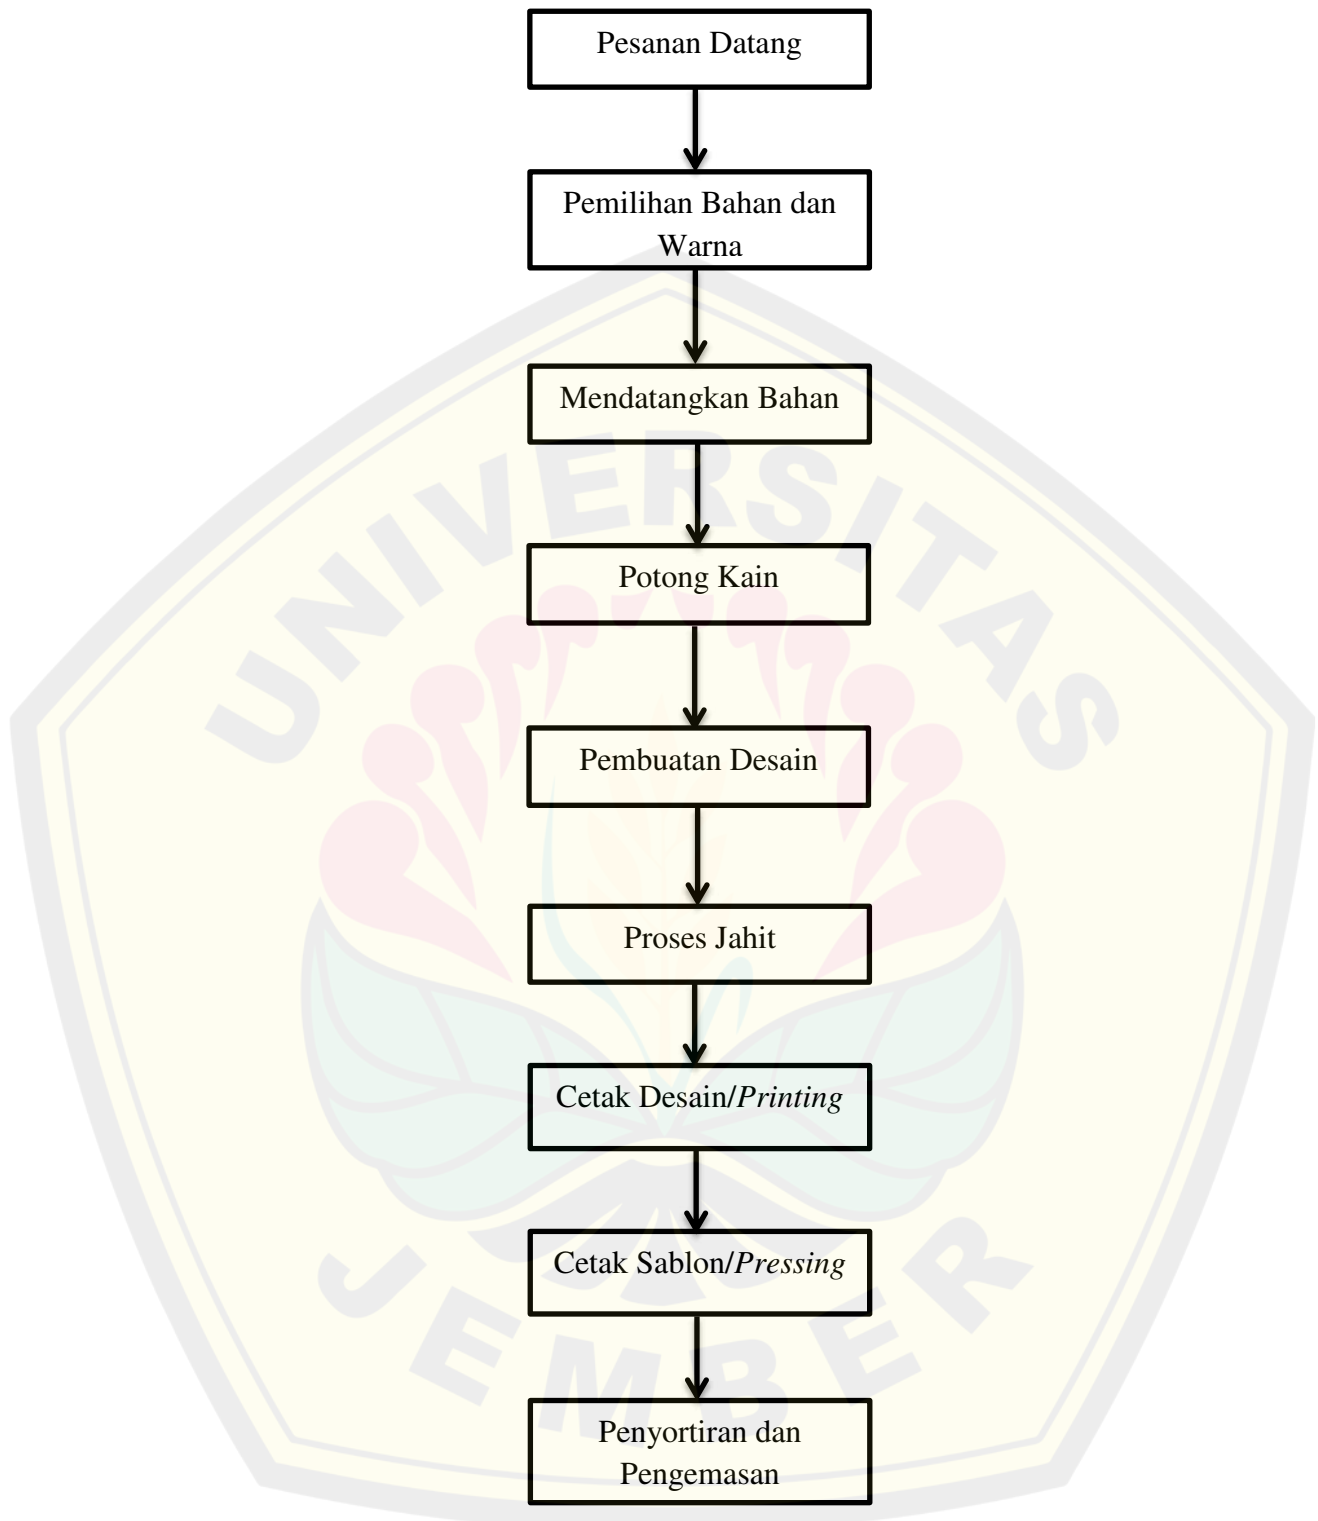 Pesanan Datang
Pemilihan Bahan dan
Warna
Mendatangkan Bahan
Potong Kain
Pembuatan Desain
Proses Jahit
Cetak Desain/Printing
Cetak Sablon/Pressing
Penyortiran dan
Pengemasan
UNIVERSITAS
JEMBER